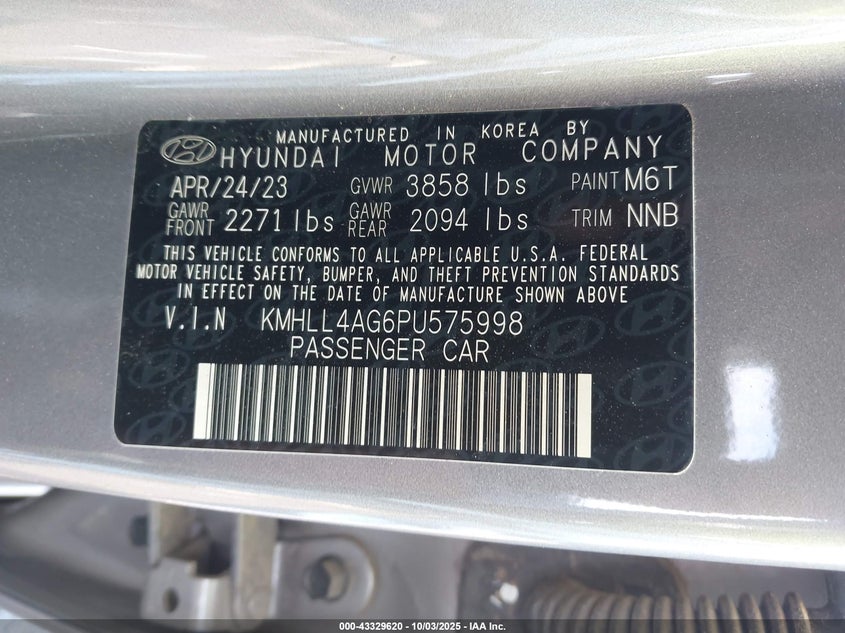 MANUFACTURED IN KOREA BY
HYUNDAI MOTOR COMPANY
APR/24/23 GVWR 3858 lbs PAINT M6T
GAWR FRONT 2271 lbs GAWR REAR 2094 lbs TRIM NNB
THIS VEHICLE CONFORMS TO ALL APPLICABLE U.S.A. FEDERAL
MOTOR VEHICLE SAFETY, BUMPER, AND THEFT PREVENTION STANDARDS
IN EFFECT ON THE DATE OF MANUFACTURE SHOWN ABOVE
V.I.N KMHLL4AG6PU575998
PASSENGER CAR
000-43329620 - 10/03/2025 - IAA Inc.